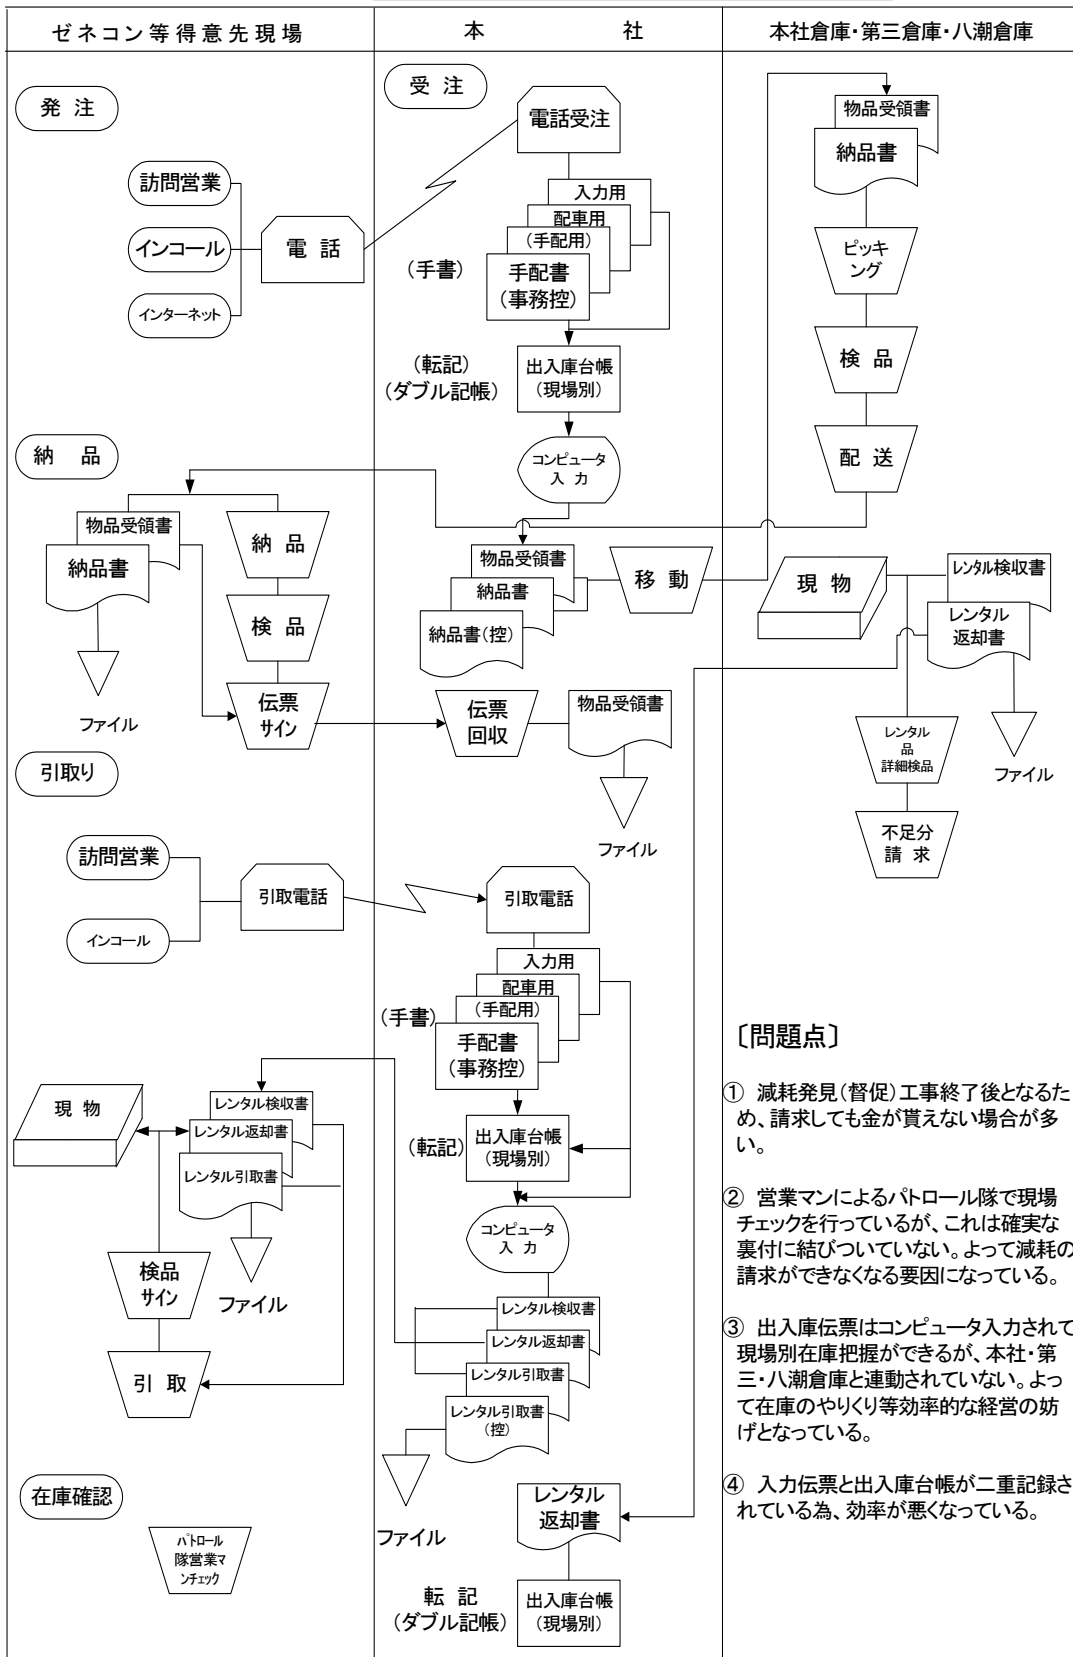 ゼネコン等得意先現場
本　社
本社倉庫・第三倉庫・八潮倉庫
発 注
訪問営業
インコール
インターネット
電 話
受 注
電話受注
入力用
配車用
(手配用)
手配書
(事務控)
(手書)
(転記)
(ダブル記帳)
出入庫台帳
(現場別)
コンピュータ
入 力
物品受領書
納品書
納品書(控)
移 動
物品受領書
納品書
ピッキ
ング
検 品
配 送
納 品
物品受領書
納品書
ファイル
納 品
検 品
伝票
サイン
伝票
回収
物品受領書
ファイル
現 物
レンタル検収書
レンタル
返却書
レンタル
品
詳細検品
不足分
請 求
ファイル
引取り
訪問営業
インコール
引取電話
引取電話
入力用
配車用
(手配用)
手配書
(事務控)
(手書)
(転記)
出入庫台帳
(現場別)
コンピュータ
入 力
レンタル検収書
レンタル返却書
レンタル引取書
レンタル引取書
(控)
ファイル
現 物
レンタル検収書
レンタル返却書
レンタル引取書
ファイル
検品
サイン
引 取
在庫確認
パトロール
隊営業マ
ンチェック
レンタル
返却書
転 記
(ダブル記帳)
出入庫台帳
(現場別)
〔問題点〕
① 減耗発見(督促)工事終了後となるた
め、請求しても金が貰えない場合が多
い。
② 営業マンによるパトロール隊で現場
チェックを行っているが、これは確実な
裏付に結びついていない。よって減耗の
請求ができなくなる要因になっている。
③ 出入庫伝票はコンピュータ入力されて
現場別在庫把握ができるが、本社・第
三・八潮倉庫と連動されていない。よっ
て在庫のやりくり等効率的な経営の妨
げとなっている。
④ 入力伝票と出入庫台帳が二重記録さ
れている為、効率が悪くなっている。